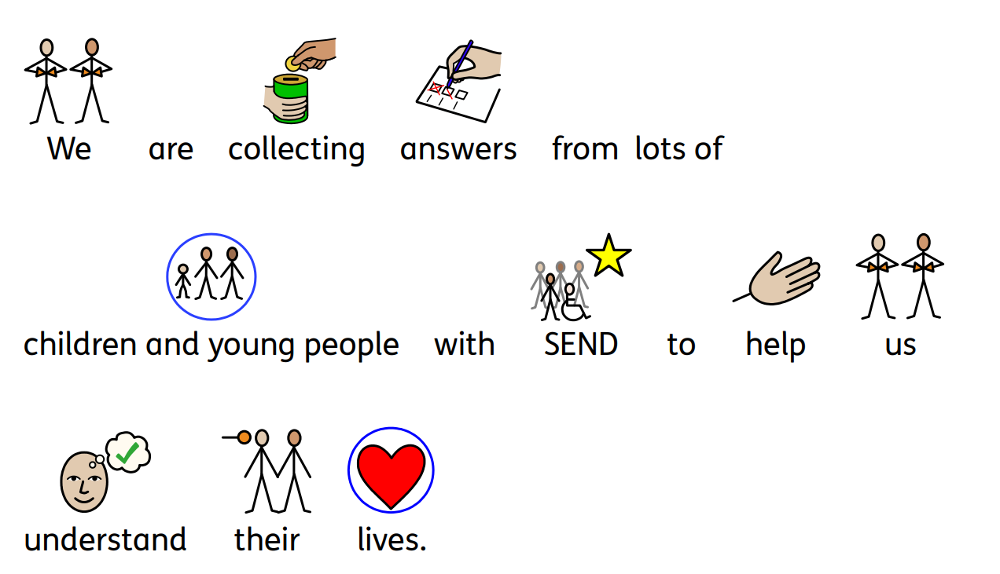 We are collecting answers from lots of
children and young people with SEND to help us
understand their lives.